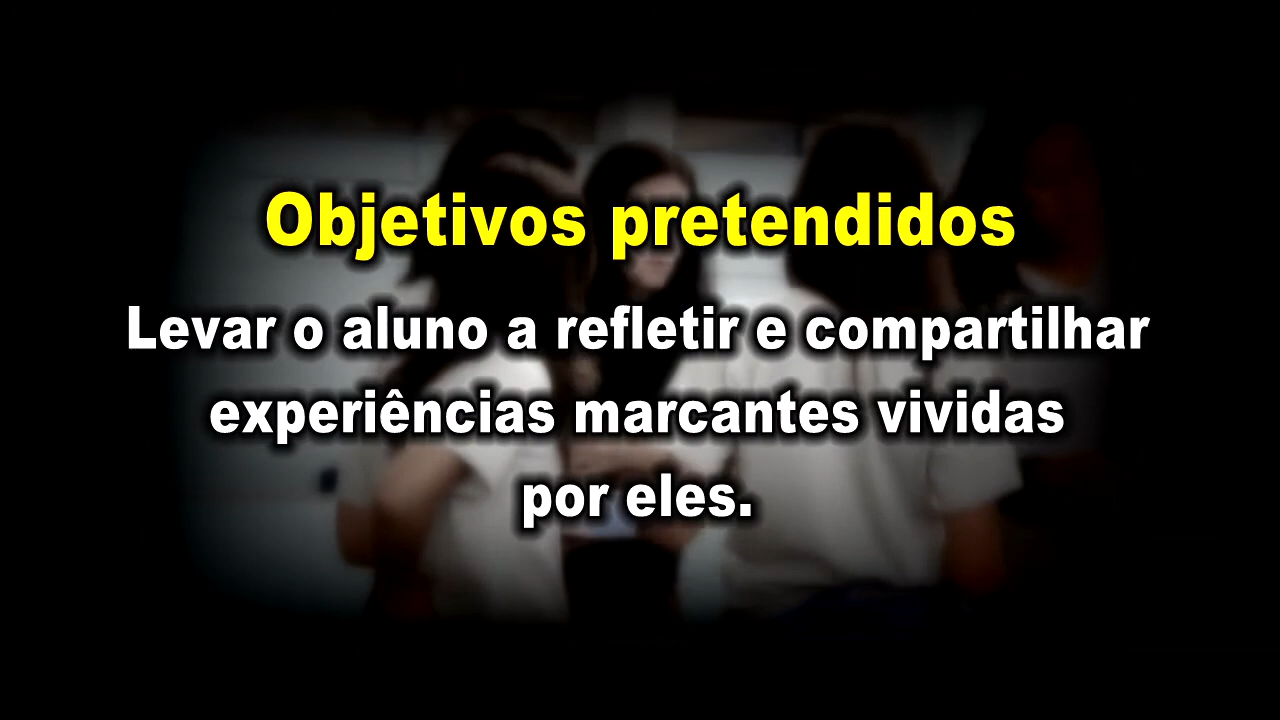 Objetivos pretendidos
Levar o aluno a refletir e compartilhar
experiências marcantes vividas
por eles.